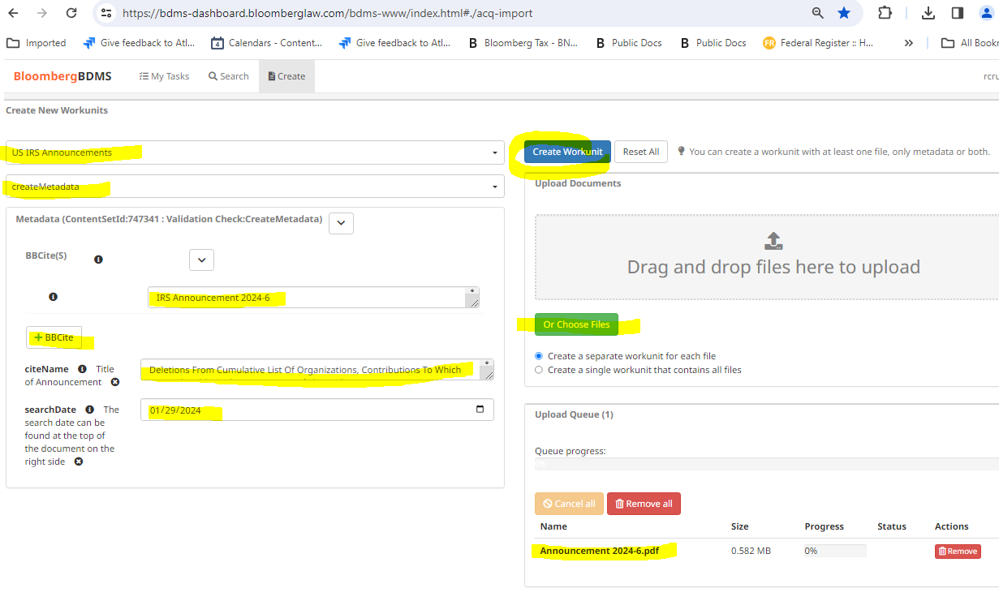 https://bdms-dashboard.bloomberglaw.com/bdms-www/index.html#./acq-import
Imported
Give feedback to Atl...
4
Calendars - Content...
Give feedback to Atl...
B Bloomberg Tax - BN...
B Public Docs
B Public Docs
FR Federal Register :: H...
»
All Bookr
BloombergBDMS
My Tasks
Search
Create
rcru
Create New Workunits
US IRS Announcements
createMetadata
Metadata (ContentSetId:747341 : Validation Check:CreateMetadata)
BBCite(S)
IRS Announcement 2024-6
+ BBCite
citeName Title
of Announcement
Deletions From Cumulative List Of Organizations, Contributions To Which
searchDate The
search date can be
found at the top of
the document on the
right side
01/29/2024
Create Workunit
Reset All
You can create a workunit with at least one file, only metadata or both.
Upload Documents
Drag and drop files here to upload
Or Choose Files
Create a separate workunit for each file
Create a single workunit that contains all files
Upload Queue (1)
Queue progress:
0%
Cancel all
Remove all
Name Size Progress Status Actions
Announcement 2024-6.pdf 0.582 MB 0% Remove